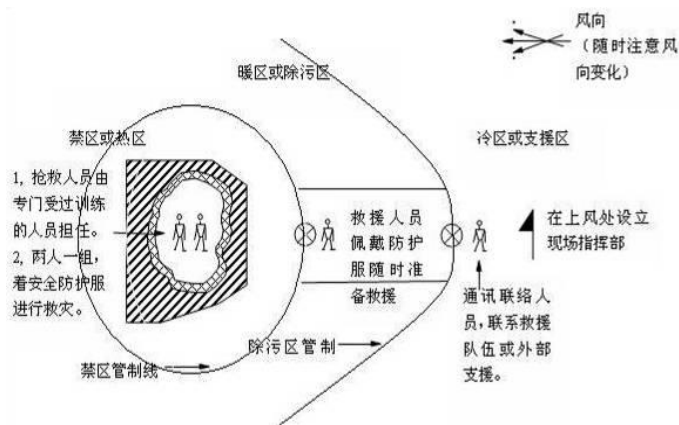 风向
（随时注意风
向变化）
暖区或除污区
禁区或热区
冷区或支援区
1, 抢救人员由
专门受过训练
的人员担任。
2, 两人一组，
着安全防护服
进行救灾。
救援人员
佩戴防护
服随时准
备救援
在上风处设立
现场指挥部
通讯联络人
员，联系救援
队伍或外部
支援。
除污区管制
禁区管制线